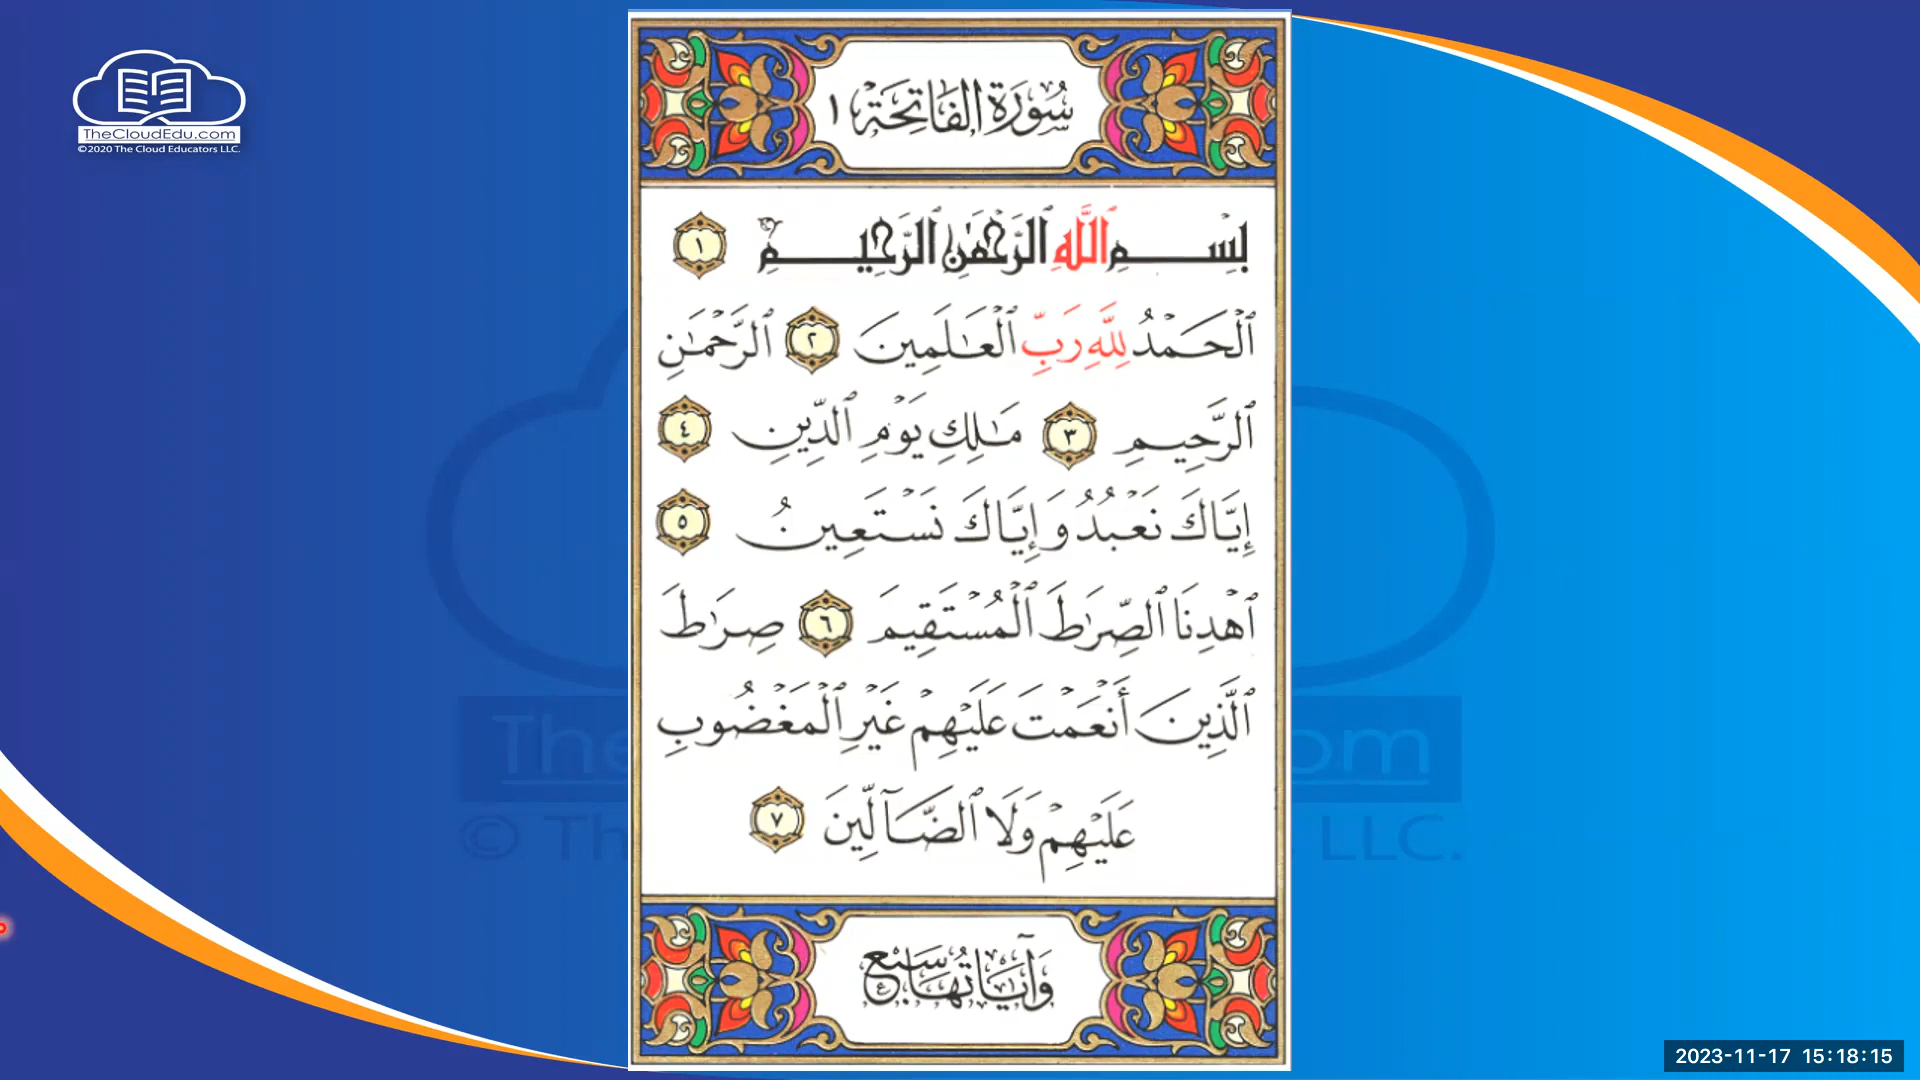 TheCloudEdu.com
©2020 The Cloud Educators LLC.
سُورَةُ الْفَاتِحَةِ ١
بِسْمِ ٱللَّهِ ٱلرَّحْمَٰنِ ٱلرَّحِيمِ ١
ٱلْحَمْدُ لِلَّهِ رَبِّ ٱلْعَٰلَمِينَ ٢ ٱلرَّحْمَٰنِ
ٱلرَّحِيمِ ٣ مَٰلِكِ يَوْمِ ٱلدِّينِ ٤
إِيَّاكَ نَعْبُدُ وَإِيَّاكَ نَسْتَعِينُ ٥
ٱهْدِنَا ٱلصِّرَٰطَ ٱلْمُسْتَقِيمَ ٦ صِرَٰطَ
ٱلَّذِينَ أَنْعَمْتَ عَلَيْهِمْ غَيْرِ ٱلْمَغْضُوبِ
عَلَيْهِمْ وَلَا ٱلضَّآلِّينَ ٧
وَآيَاتُهَا سَبْعٌ
2023-11-17 15:18:15